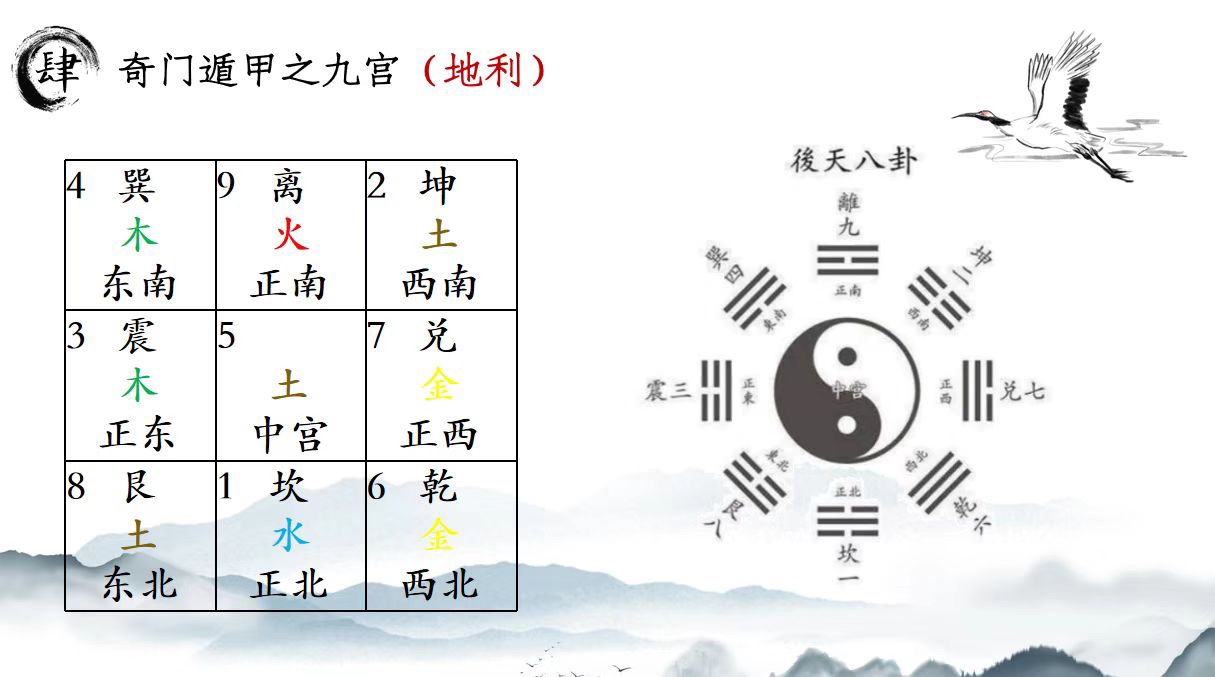 肆
奇门遁甲之九宫（地利）
4 巽
木
东南
9 离
火
正南
2 坤
土
西南
3 震
木
正东
5
土
中宫
7 兑
金
正西
8 艮
土
东北
1 坎
水
正北
6 乾
金
西北
後天八卦
離九
正南
巽四
東南
坤二
西南
震三
正東
中宫
正西
兑七
東北
艮八
正北
坎一
西北
乾六